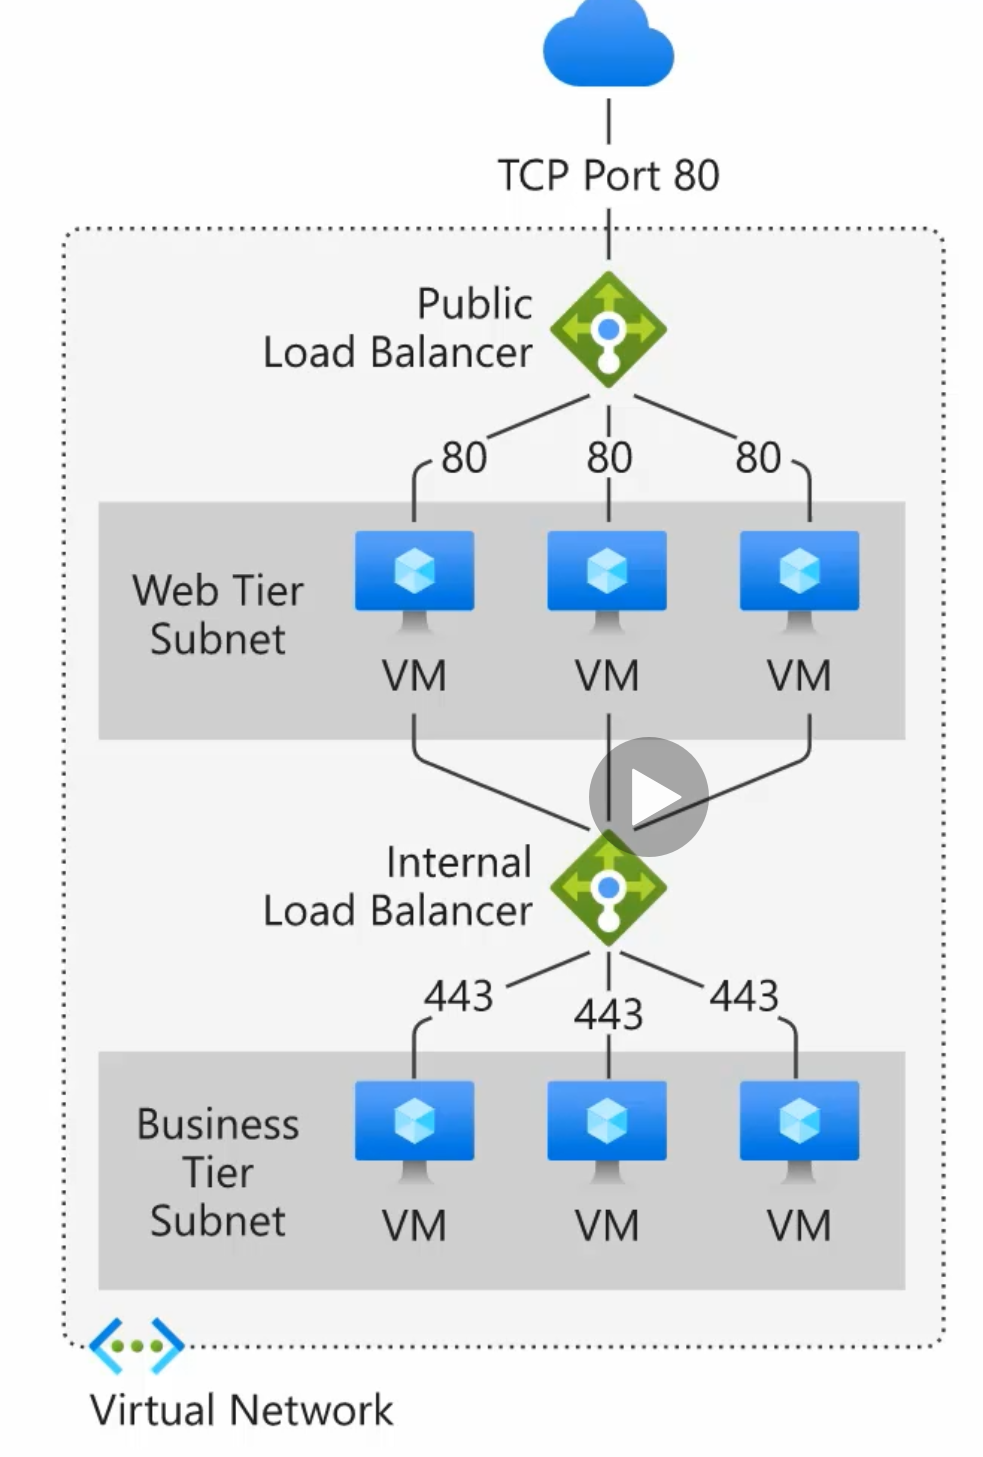 TCP Port 80
Public
Load Balancer
80 80 80
Web Tier
Subnet
VM VM VM
Internal
Load Balancer
443 443 443
Business
Tier
Subnet
VM VM VM
Virtual Network